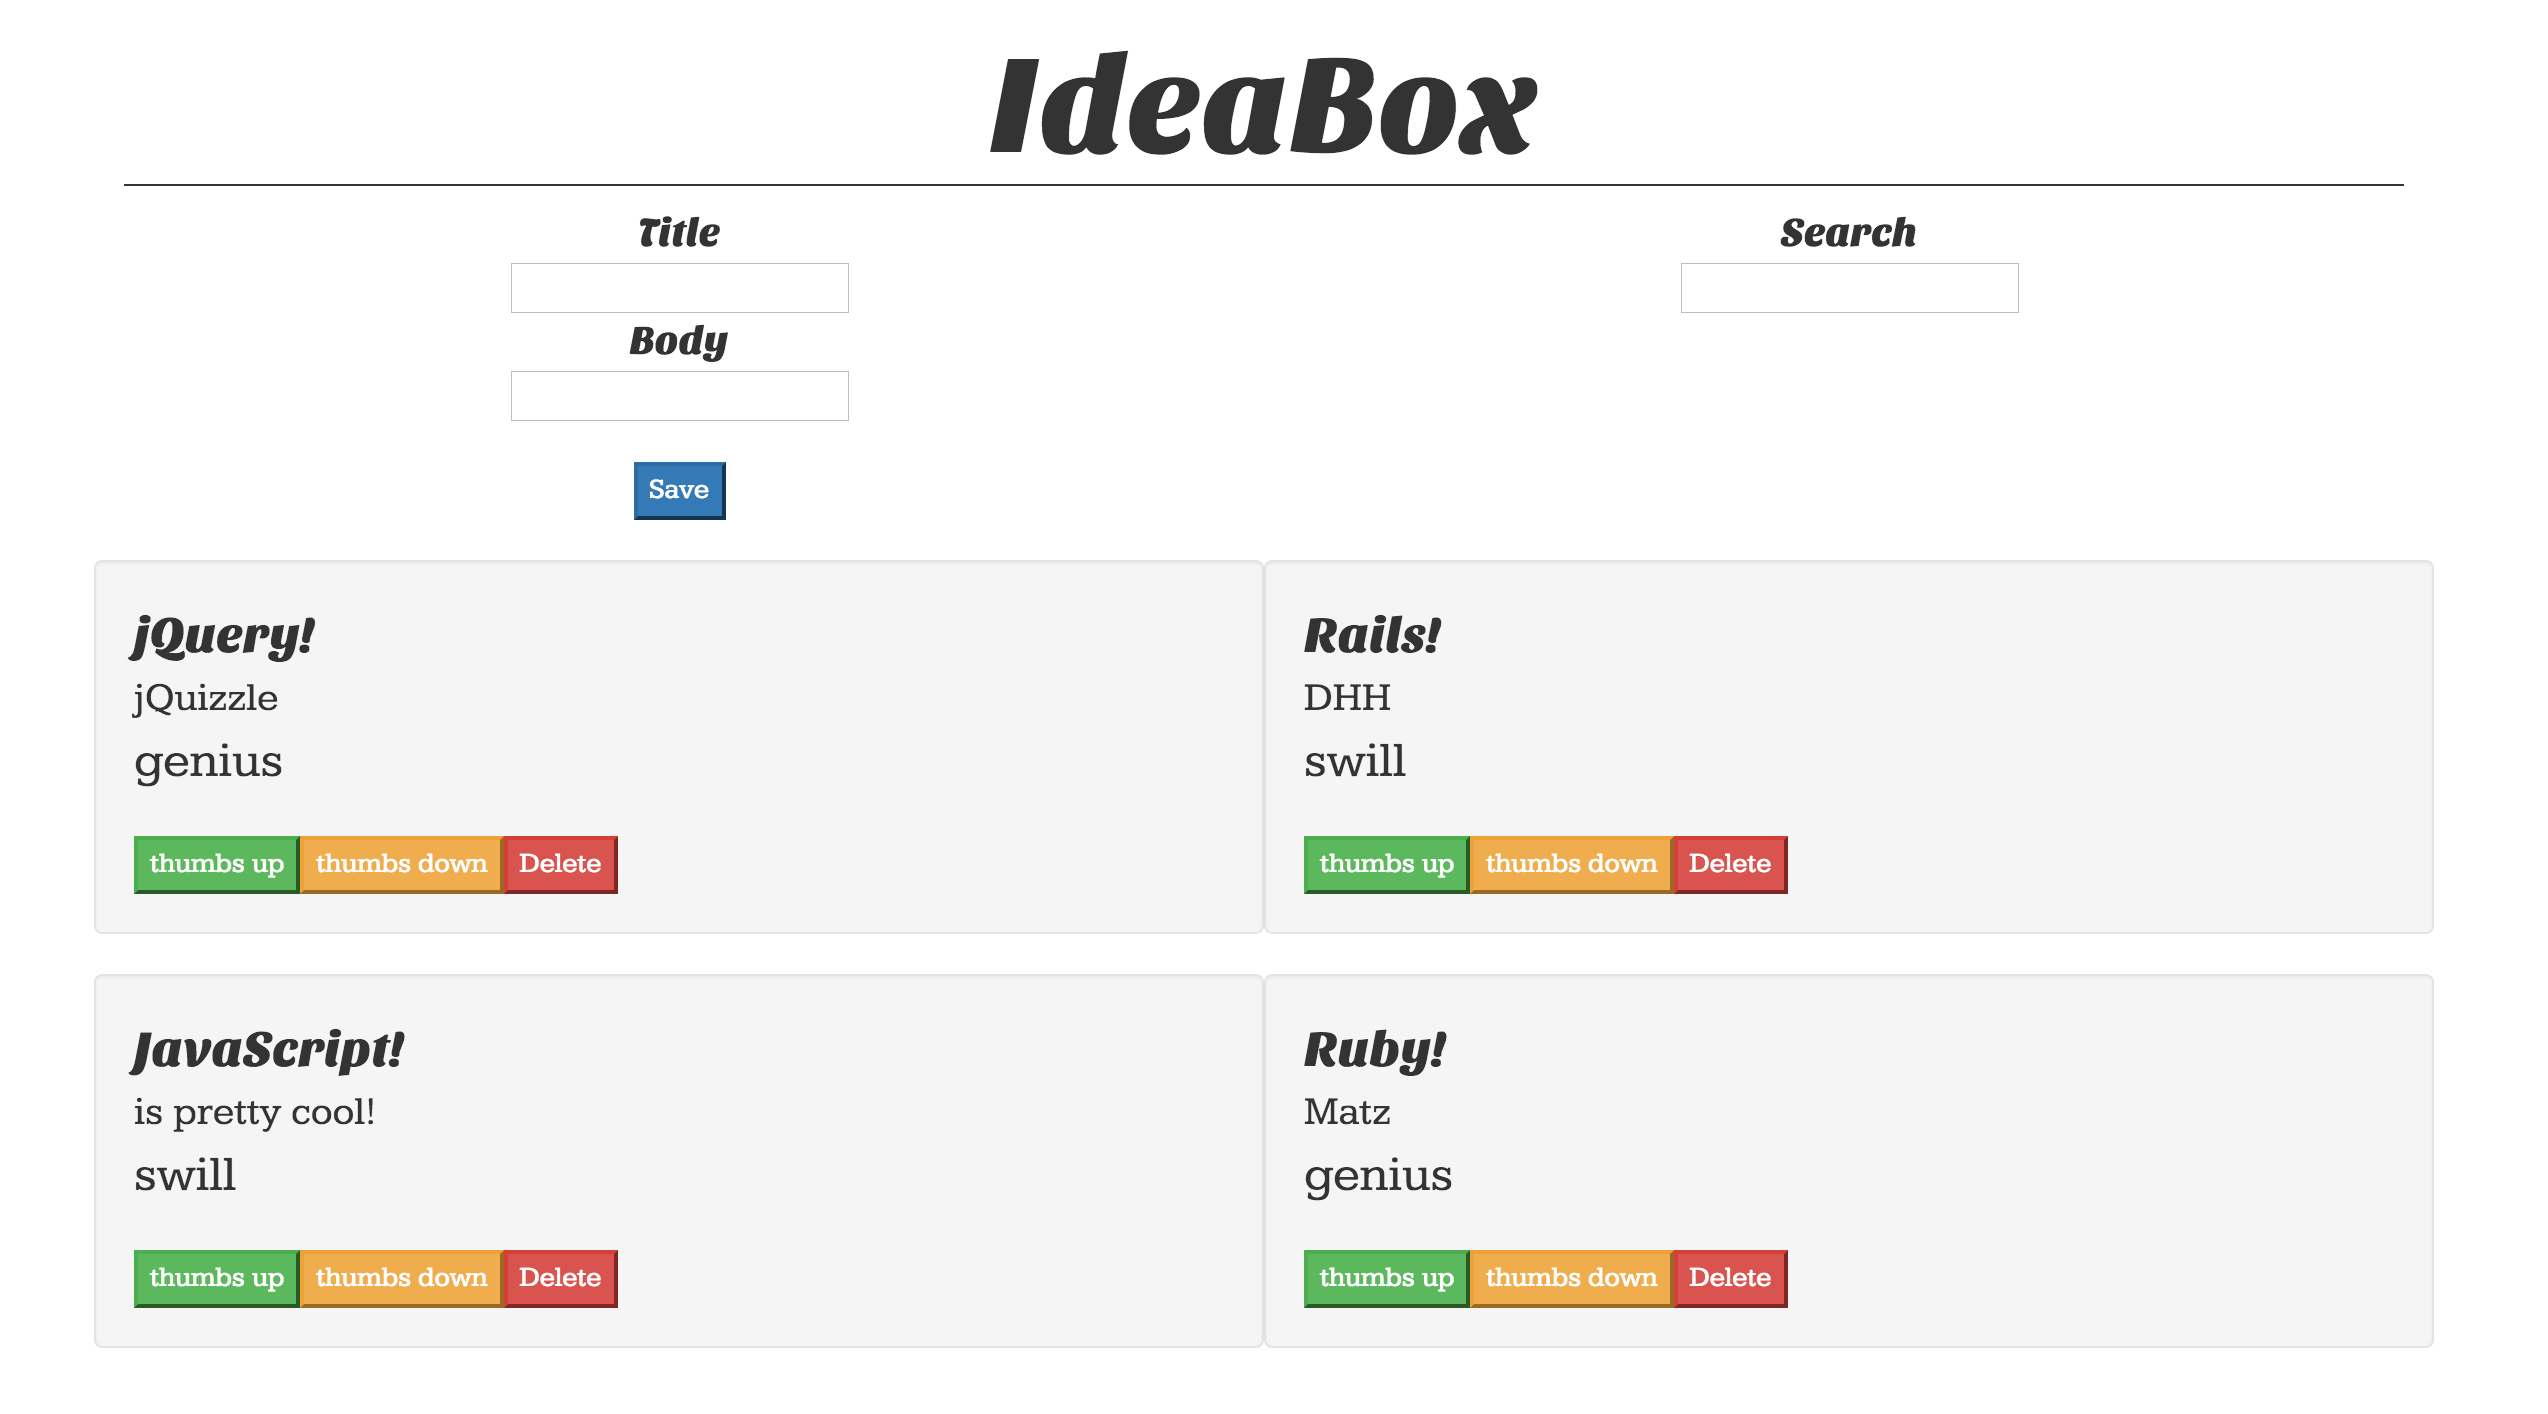 IdeaBox
Title
Search
Body
Save
jQuery!
jQuizzle
genius
thumbs up thumbs down Delete
Rails!
DHH
swill
thumbs up thumbs down Delete
JavaScript!
is pretty cool!
swill
thumbs up thumbs down Delete
Ruby!
Matz
genius
thumbs up thumbs down Delete